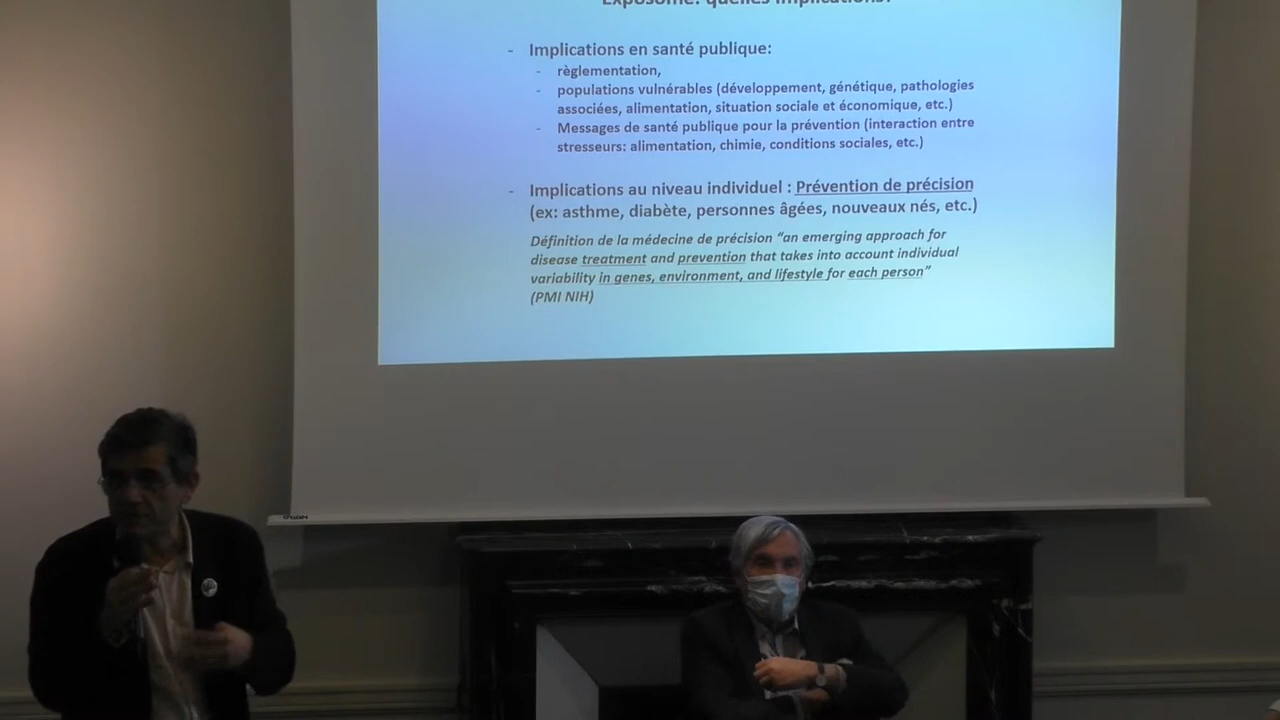 Exposome: quelles implications?
- Implications en santé publique:
- règlementation,
- populations vulnérables (développement, génétique, pathologies
associées, alimentation, situation sociale et économique, etc.)
- Messages de santé publique pour la prévention (interaction entre
stresseurs: alimentation, chimie, conditions sociales, etc.)
- Implications au niveau individuel : Prévention de précision
(ex: asthme, diabète, personnes âgées, nouveaux nés, etc.)
Définition de la médecine de précision “an emerging approach for
disease treatment and prevention that takes into account individual
variability in genes, environment, and lifestyle for each person”
(PMI NIH)